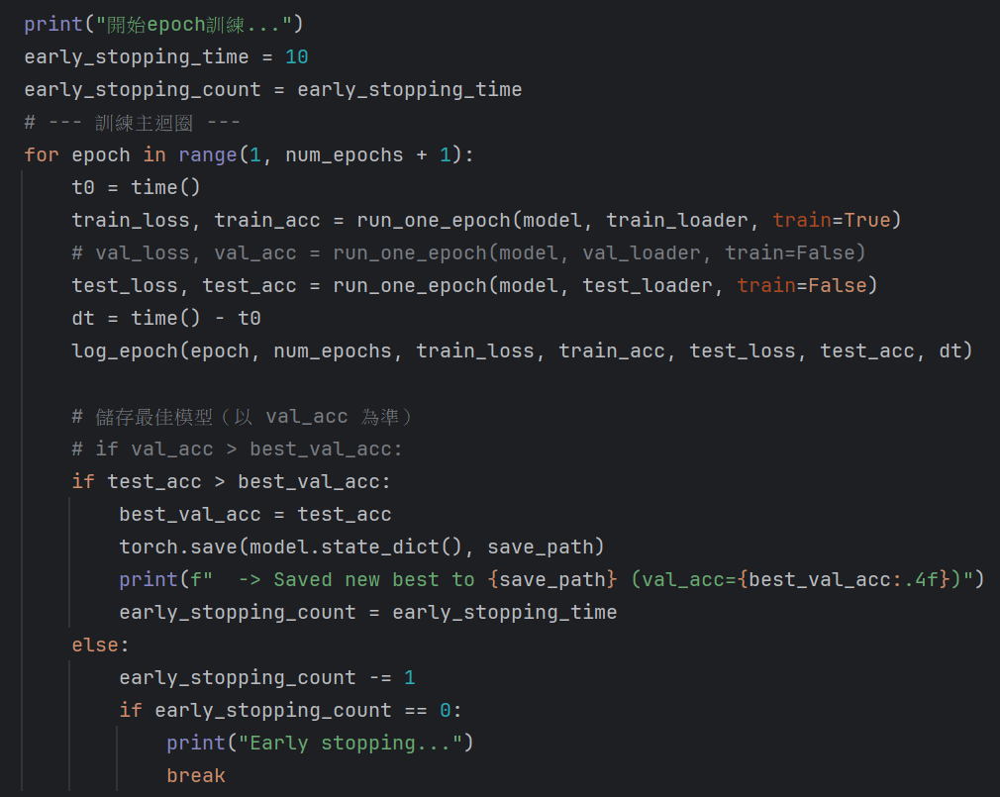 print("開始epoch訓練...")
early_stopping_time = 10
early_stopping_count = early_stopping_time
# --- 訓練主迴圈 ---
for epoch in range(1, num_epochs + 1):
    t0 = time()
    train_loss, train_acc = run_one_epoch(model, train_loader, train=True)
    # val_loss, val_acc = run_one_epoch(model, val_loader, train=False)
    test_loss, test_acc = run_one_epoch(model, test_loader, train=False)
    dt = time() - t0
    log_epoch(epoch, num_epochs, train_loss, train_acc, test_loss, test_acc, dt)

    # 儲存最佳模型（以 val_acc 為準）
    # if val_acc > best_val_acc:
    if test_acc > best_val_acc:
        best_val_acc = test_acc
        torch.save(model.state_dict(), save_path)
        print(f"  -> Saved new best to {save_path} (val_acc={best_val_acc:.4f})")
        early_stopping_count = early_stopping_time
    else:
        early_stopping_count -= 1
        if early_stopping_count == 0:
            print("Early stopping...")
            break